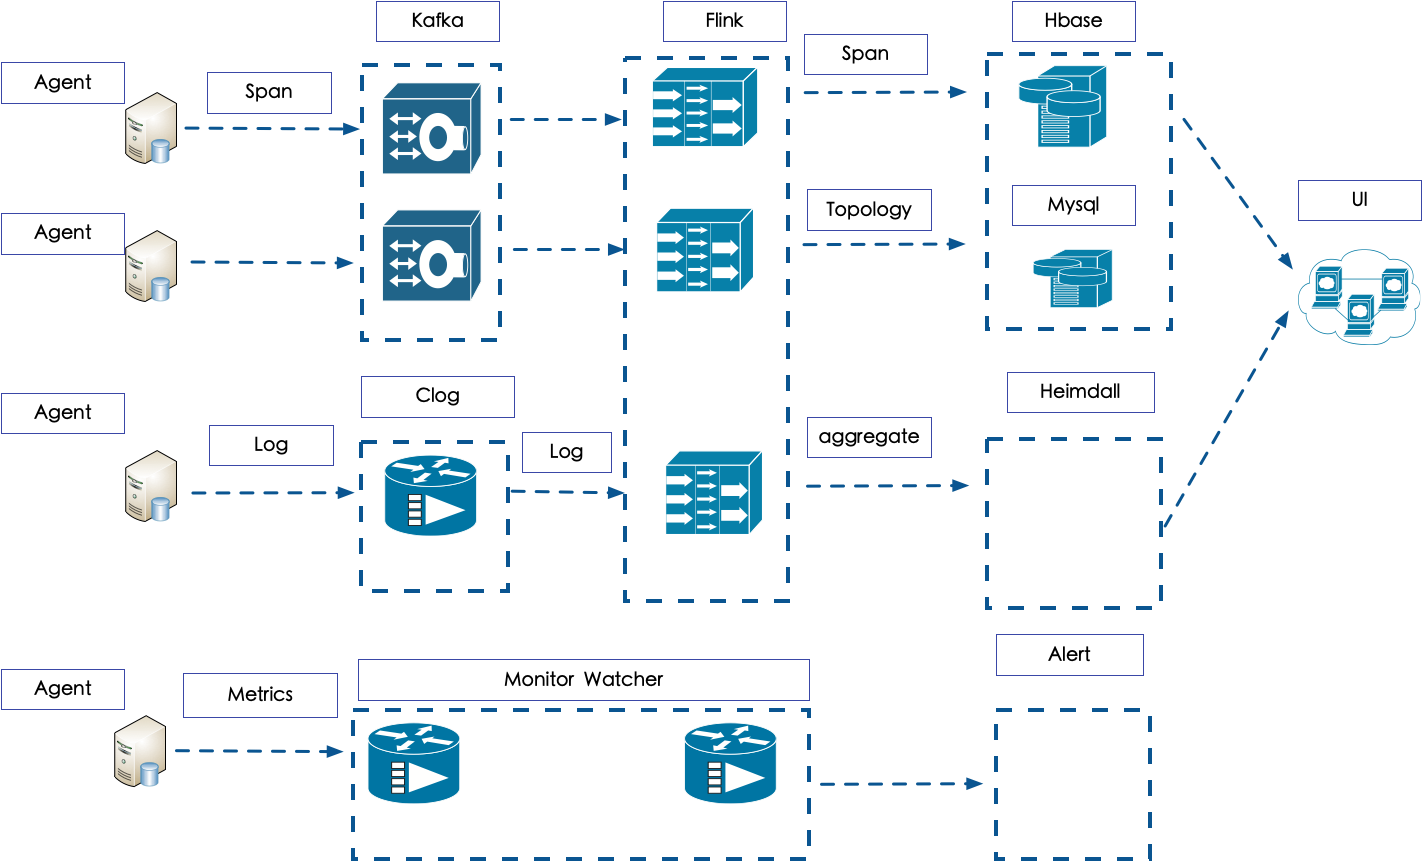 Kafka
Flink
Hbase
Agent
Span
Span
Agent
Topology
Mysql
UI
Agent
Log
Clog
Log
aggregate
Heimdall
Agent
Metrics
Monitor Watcher
Alert